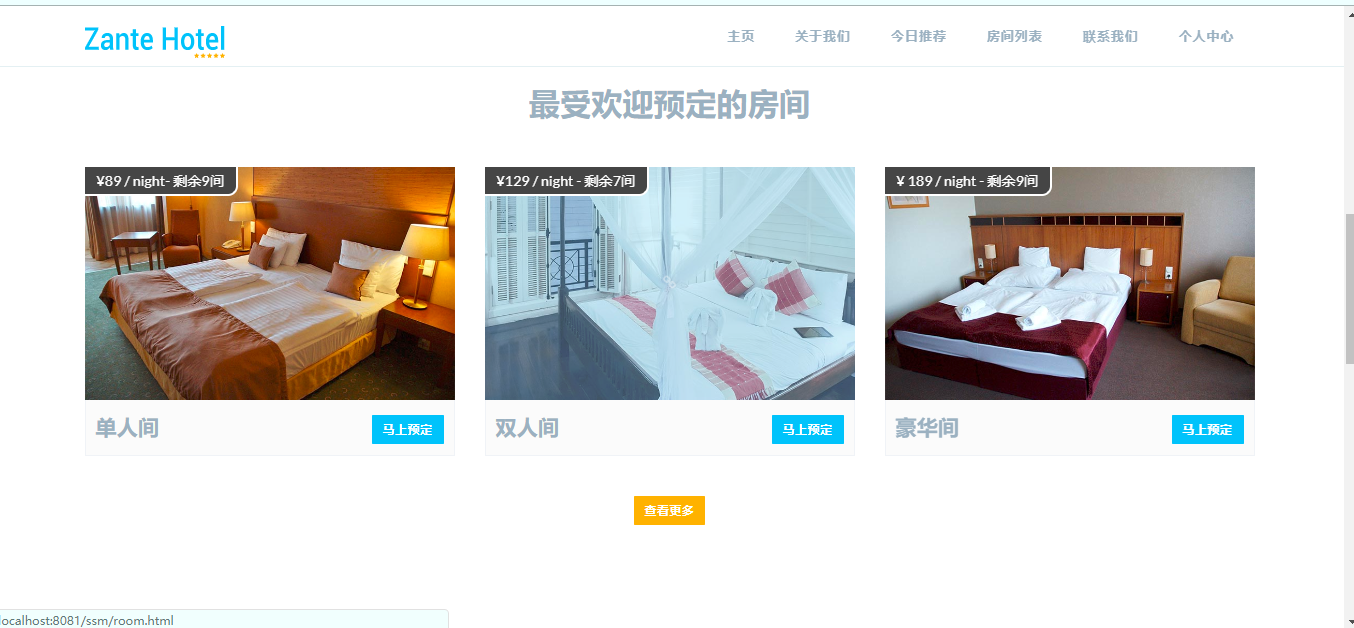 Zante Hotel
主页
关于我们
今日推荐
房间列表
联系我们
个人中心
最受欢迎预定的房间
¥89 / night- 剩余9间
¥129 / night - 剩余7间
¥ 189 / night - 剩余9间
单人间
马上预定
双人间
马上预定
豪华间
马上预定
查看更多
localhost:8081/ssm/room.html